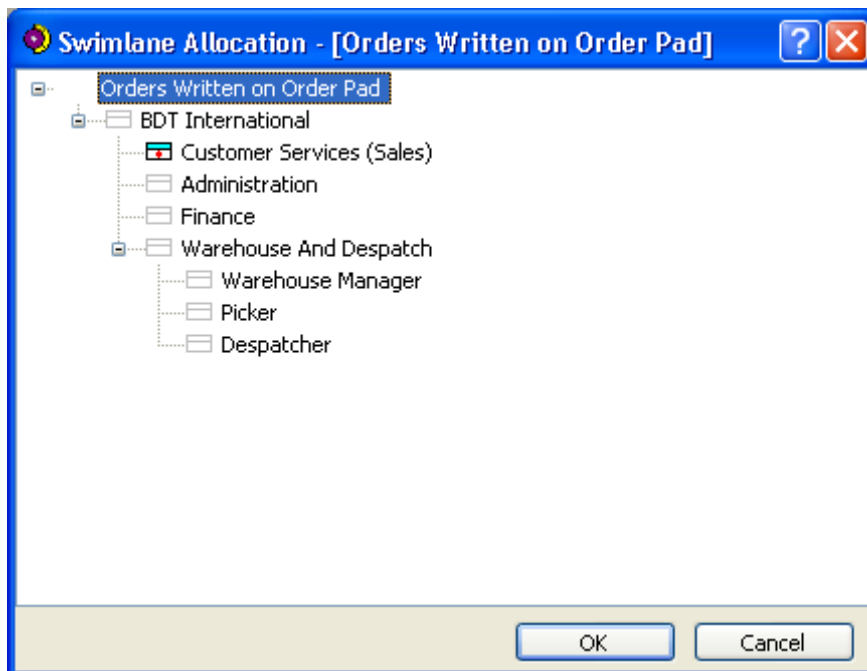 Swimlane Allocation - [Orders Written on Order Pad]
Orders Written on Order Pad
BDT International
Customer Services (Sales)
Administration
Finance
Warehouse And Despatch
Warehouse Manager
Picker
Despatcher
OK Cancel